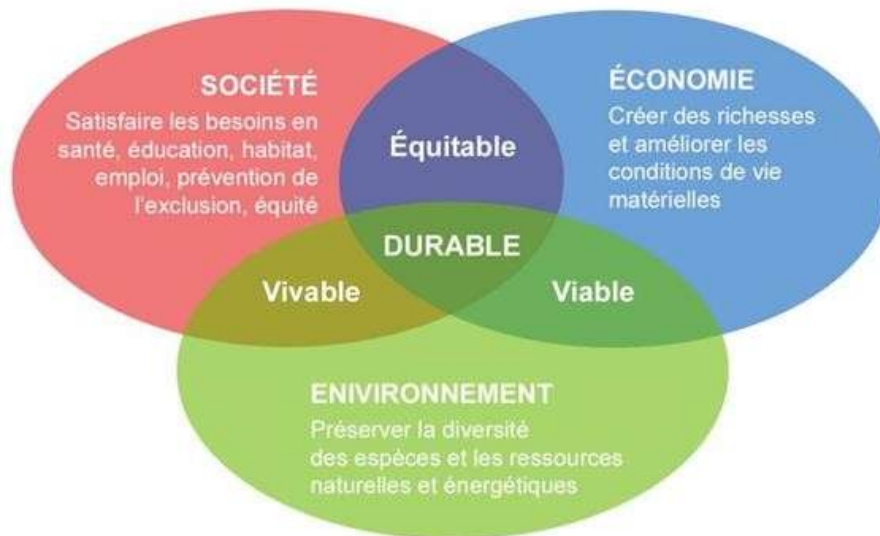 SOCIÉTÉ
Satisfaire les besoins en
santé, éducation, habitat,
emploi, prévention de
l'exclusion, équité
Équitable
ÉCONOMIE
Créer des richesses
et améliorer les
conditions de vie
matérielles
DURABLE
Vivable
Viable
ENIVIRONNEMENT
Préserver la diversité
des espèces et les ressources
naturelles et énergétiques